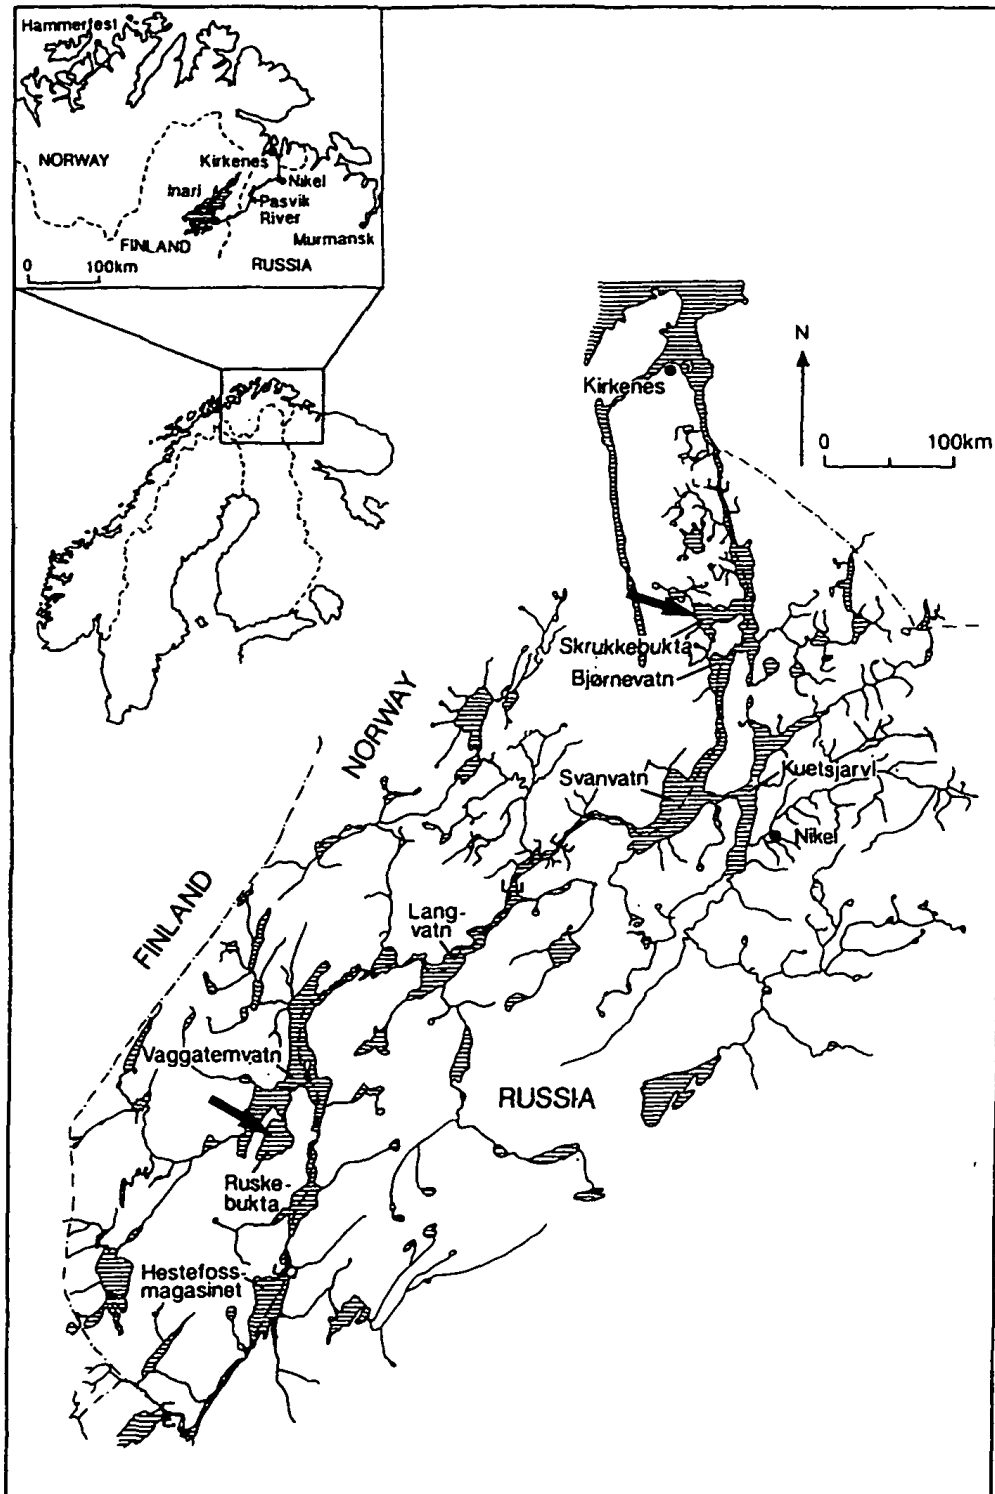 Hammerfest
NORWAY
Kirkenes
Inari
Nikel
Pasvik
River
Murmansk
FINLAND
RUSSIA
0 100km
N
Kirkenes
0 100km
Skrukkebukta
Bjørnevatn
NORWAY
Svanvatn
Kuetsjarvi
Nikel
FINLAND
Lang-
vatn
Vaggatemvatn
RUSSIA
Ruske-
bukta
Hestefoss-
magasinet